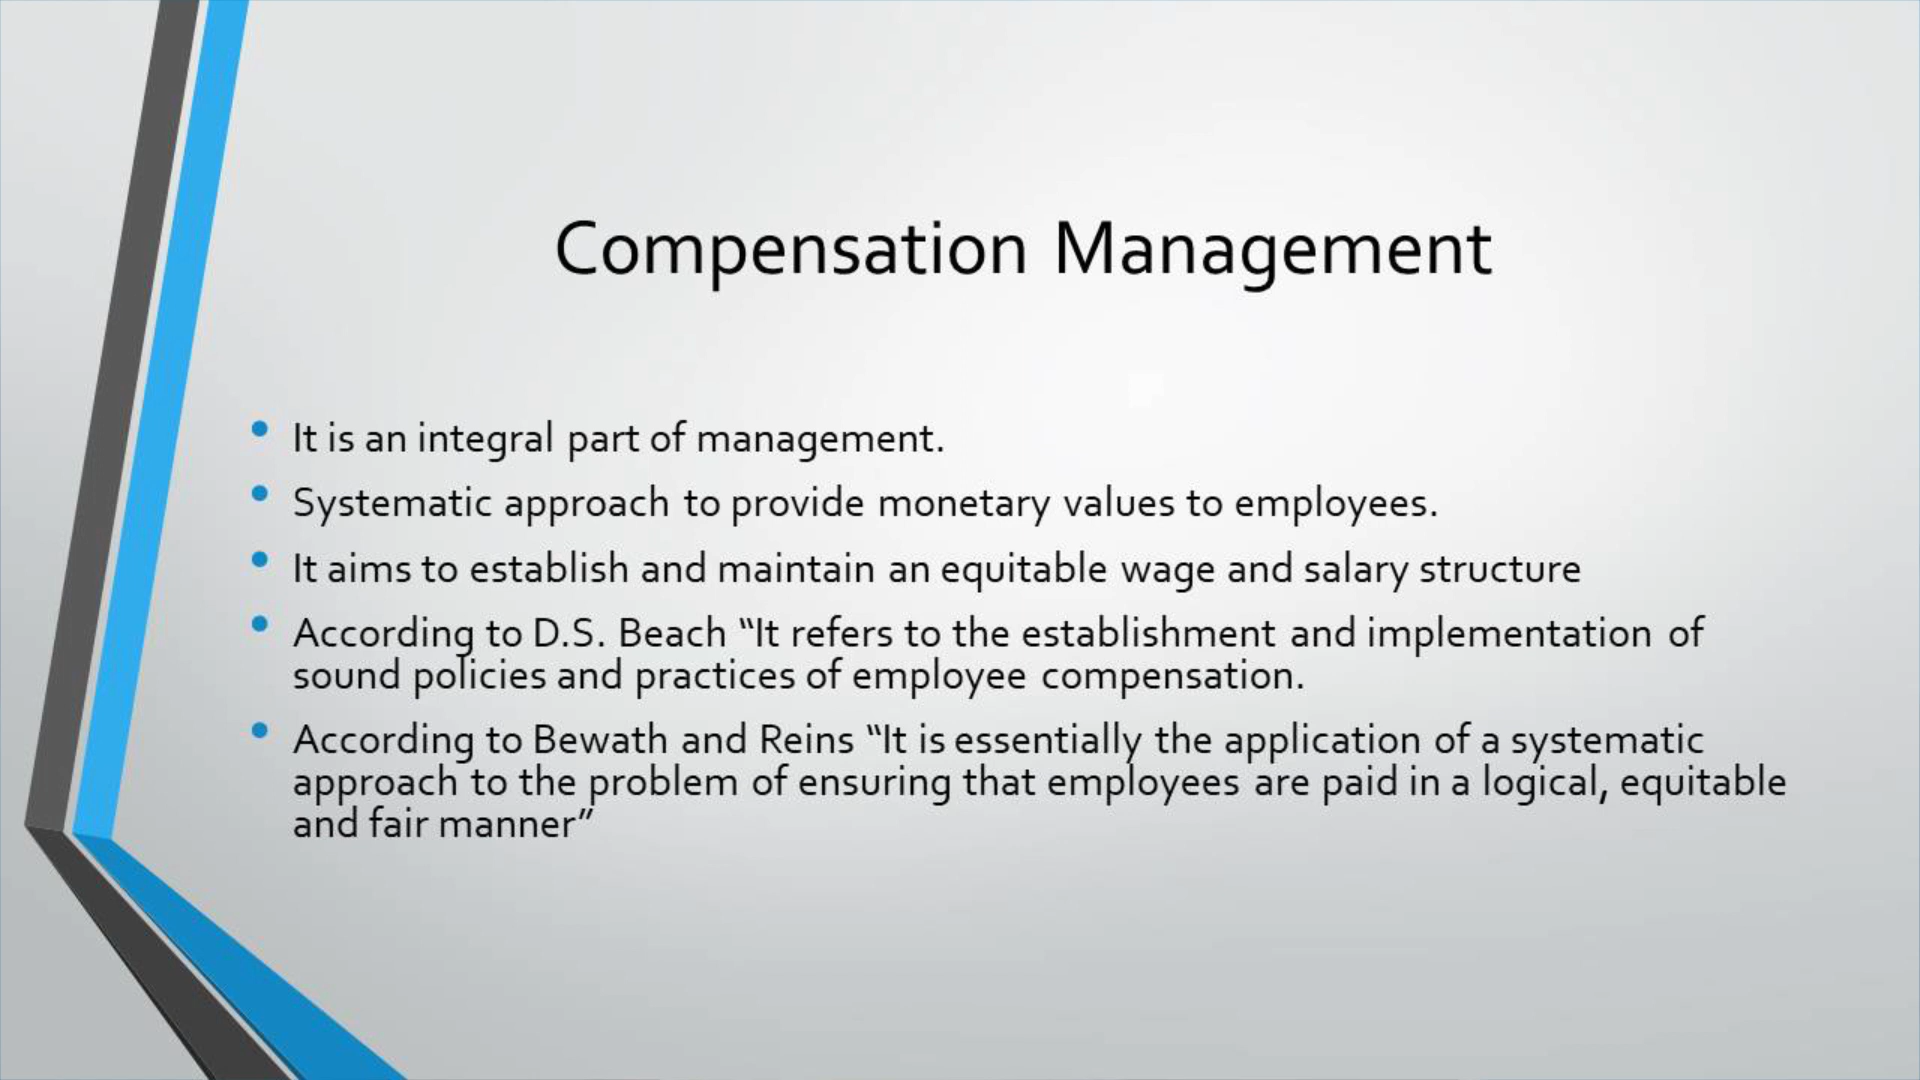 Compensation Management
• It is an integral part of management.
• Systematic approach to provide monetary values to employees.
• It aims to establish and maintain an equitable wage and salary structure
• According to D.S. Beach “It refers to the establishment and implementation of
sound policies and practices of employee compensation.
• According to Bewath and Reins “It is essentially the application of a systematic
approach to the problem of ensuring that employees are paid in a logical, equitable
and fair manner”